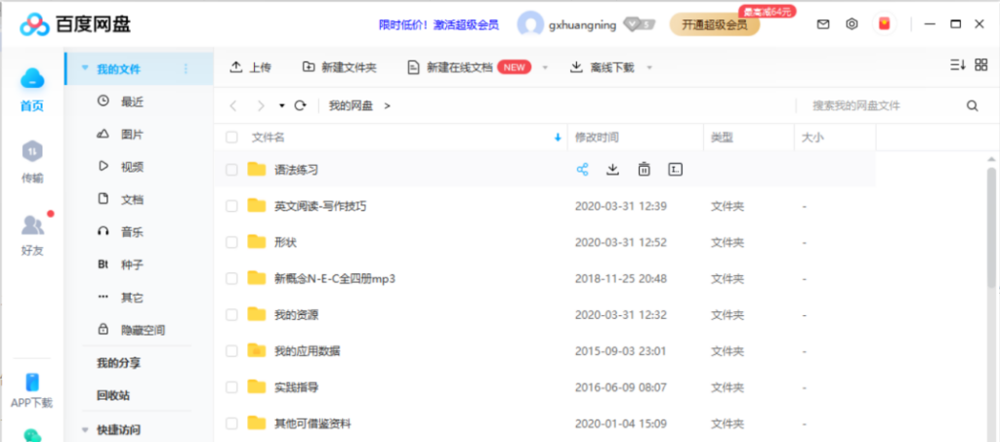 百度网盘
限时低价！激活超级会员
gxhuangning
开通超级会员
最高减64元
首页
传输
好友
APP下载
我的文件
最近
图片
视频
文档
音乐
Bt 种子
其它
隐藏空间
我的分享
回收站
快捷访问
上传 新建文件夹 新建在线文档 NEW 离线下载
我的网盘 > 搜索我的网盘文件
文件名 修改时间 类型 大小
语法练习
英文阅读-写作技巧 2020-03-31 12:39 文件夹 -
形状 2020-03-31 12:52 文件夹 -
新概念N-E-C全四册mp3 2018-11-25 20:48 文件夹 -
我的资源 2020-03-31 12:32 文件夹 -
我的应用数据 2015-09-03 23:01 文件夹 -
实践指导 2016-06-09 08:07 文件夹 -
其他可借鉴资料 2020-01-04 15:09 文件夹 -